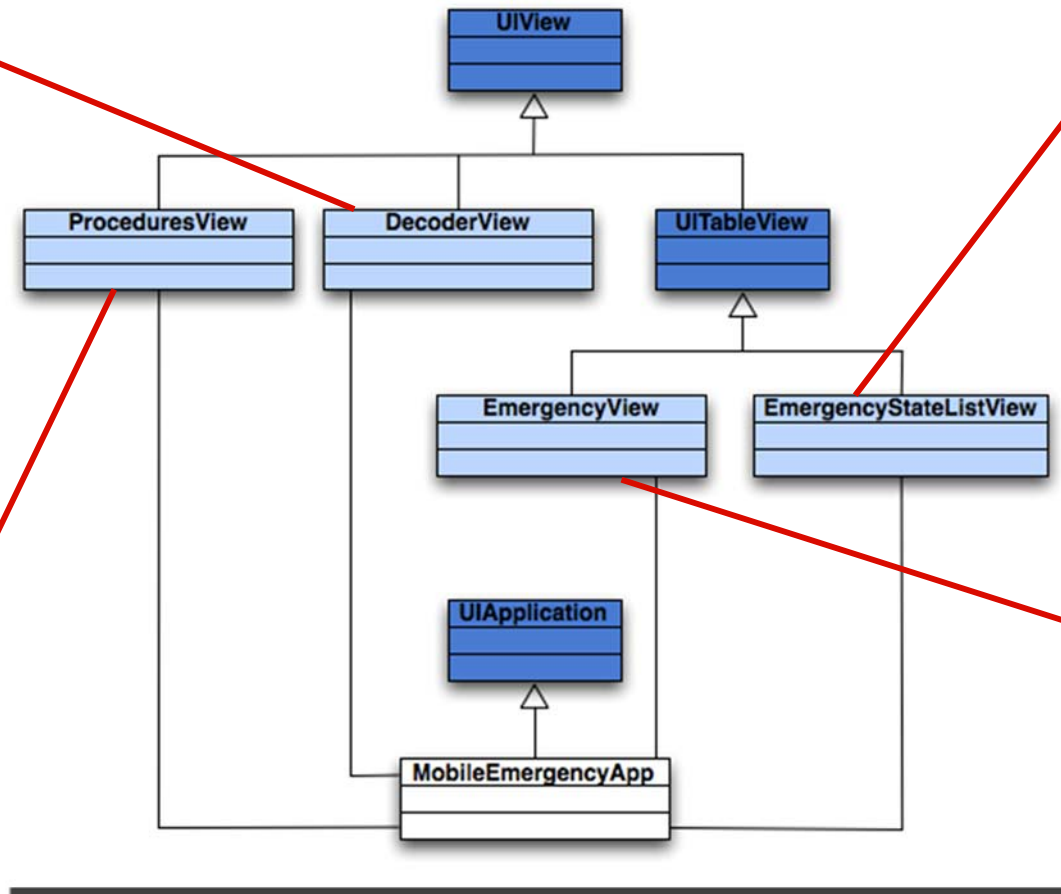 UIView
ProceduresView
DecoderView
UITableView
EmergencyView
EmergencyStateListView
UIApplication
MobileEmergencyApp